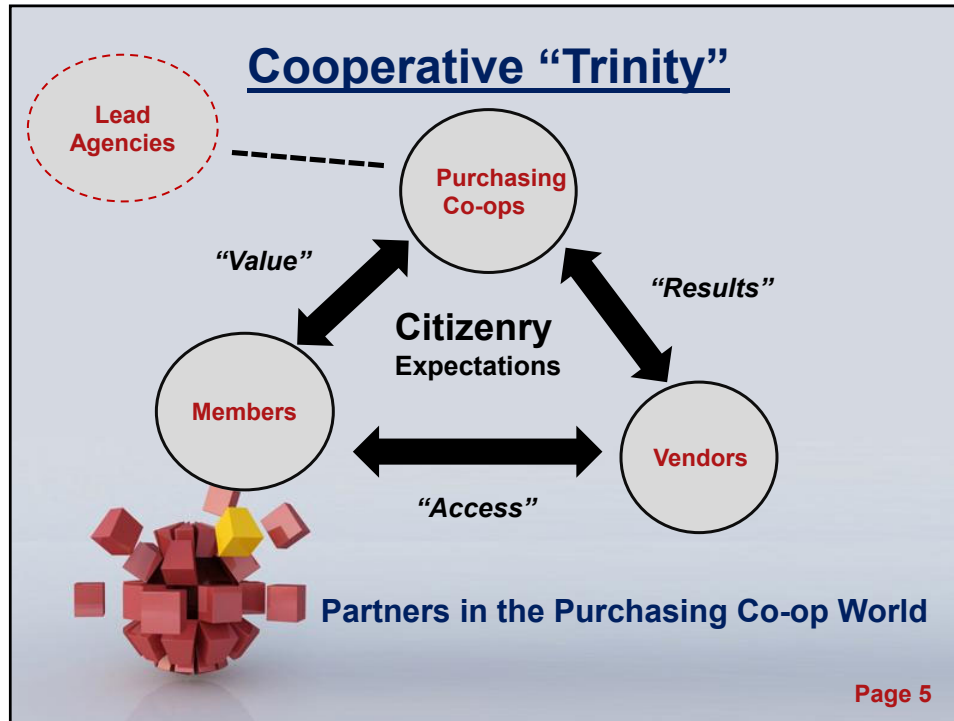 Cooperative “Trinity”
Lead
Agencies
Purchasing
Co-ops
“Value”
“Results”
Citizenry
Expectations
Members
Vendors
“Access”
Partners in the Purchasing Co-op World
Page 5